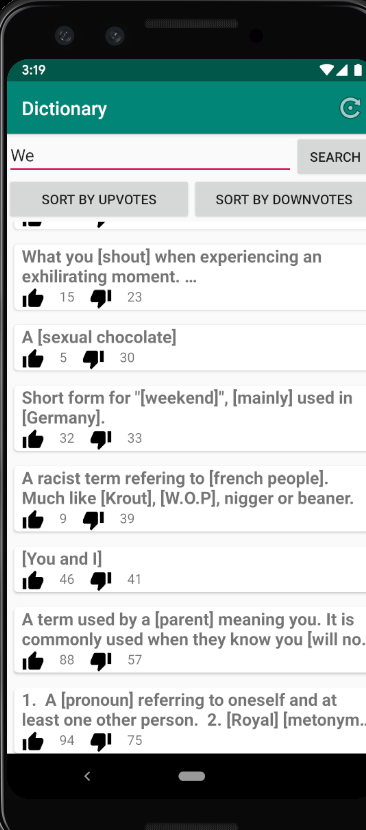 3:19
Dictionary
We
SEARCH
SORT BY UPVOTES
SORT BY DOWNVOTES
What you [shout] when experiencing an
exhilirating moment. …
15 23
A [sexual chocolate]
5 30
Short form for "[weekend]", [mainly] used in
[Germany].
32 33
A racist term refering to [french people].
Much like [Krout], [W.O.P], nigger or beaner.
9 39
[You and I]
46 41
A term used by a [parent] meaning you. It is
commonly used when they know you [will no..
88 57
1. A [pronoun] referring to oneself and at
least one other person. 2. [Royal] [metonym…
94 75